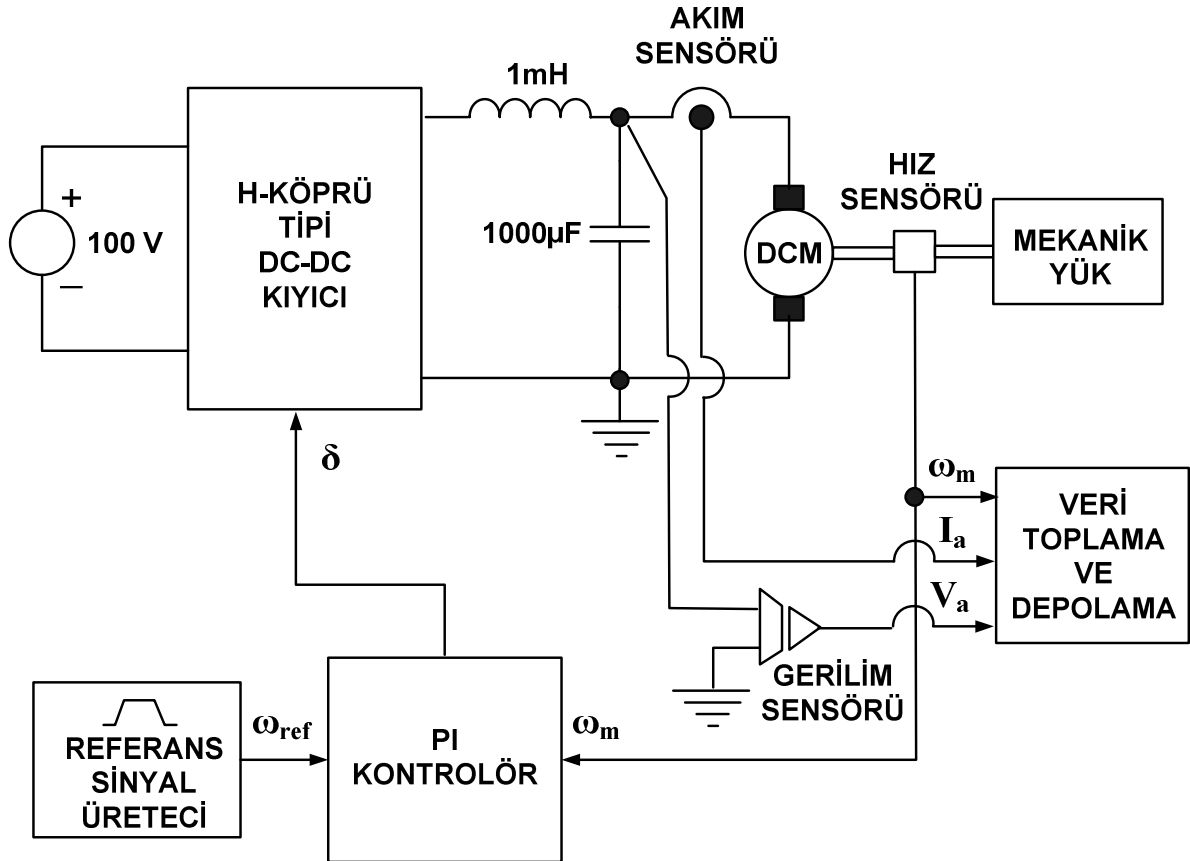 AKIM
SENSÖRÜ
1mH
H-KÖPRÜ
TİPİ
DC-DC
KIYICI
+
100 V
–
1000µF
HIZ
SENSÖRÜ
DCM
MEKANİK
YÜK
δ
ωm
Ia
Va
VERİ
TOPLAMA
VE
DEPOLAMA
GERİLİM
SENSÖRÜ
REFERANS
SİNYAL
ÜRETECİ
ωref
PI
KONTROLÖR
ωm